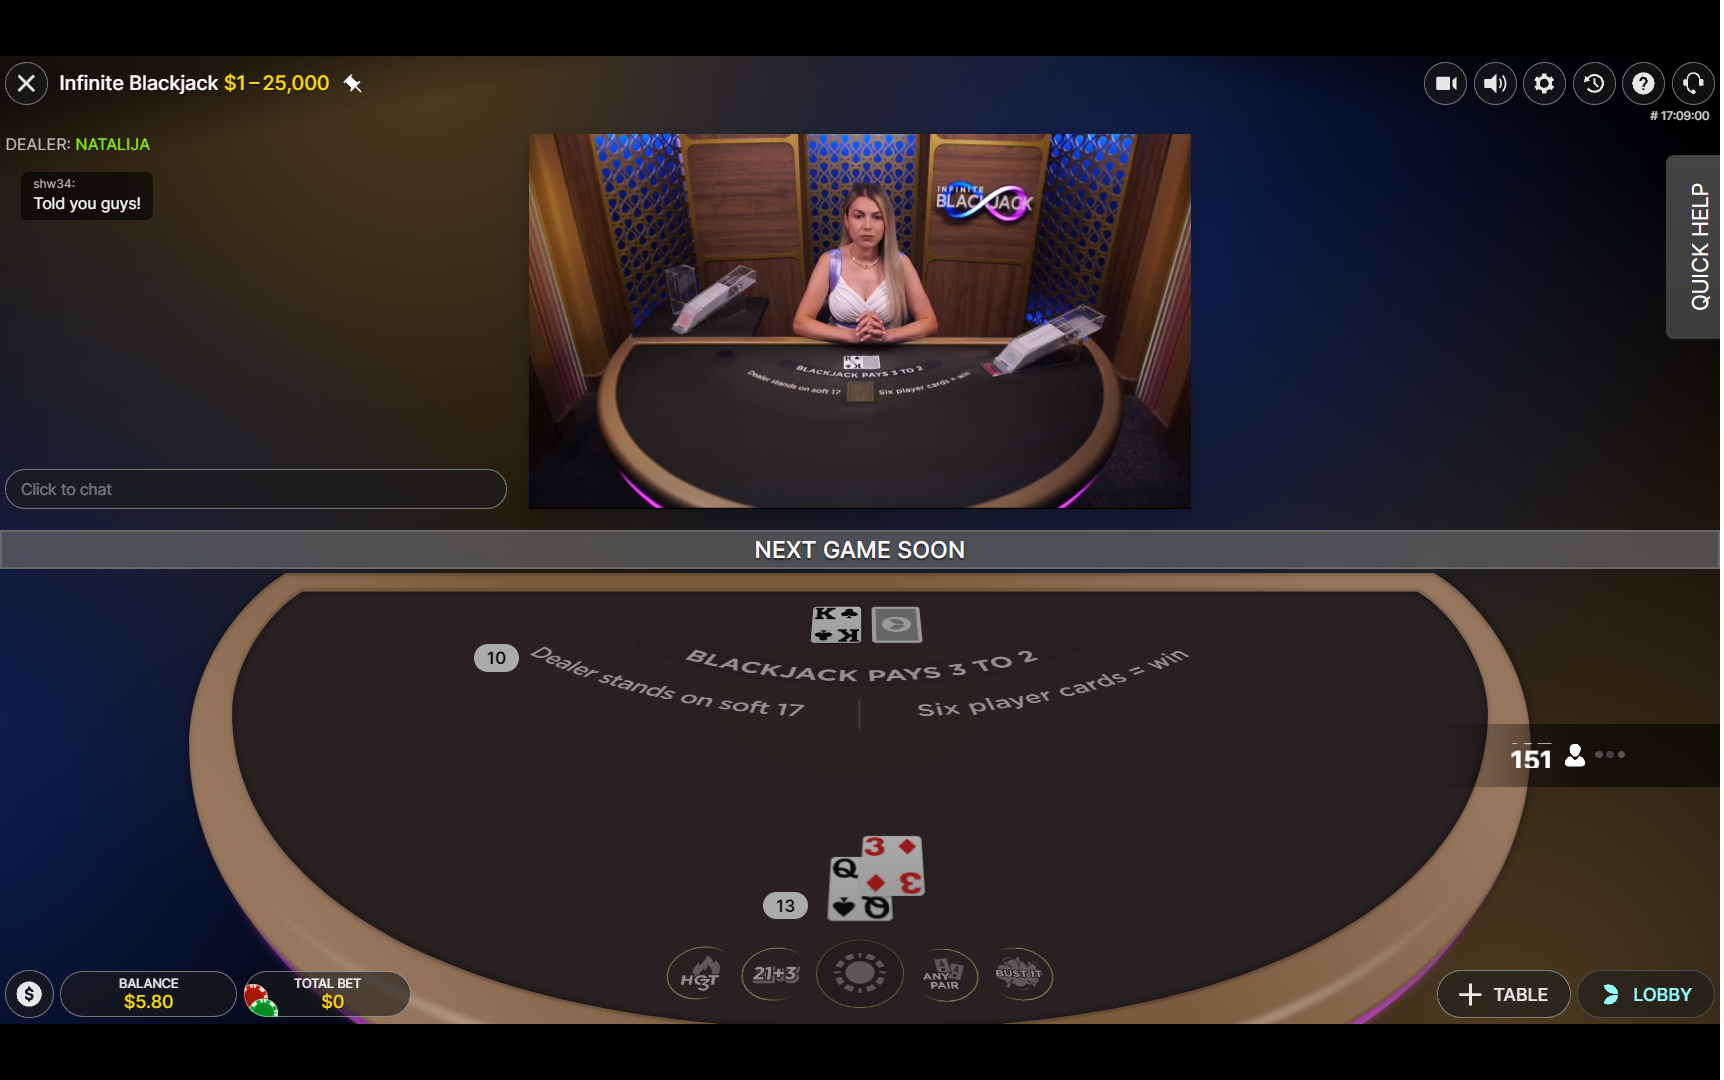 Infinite Blackjack $1–25,000
# 17:09:00
DEALER: NATALIJA
shw34:
Told you guys!
QUICK HELP
INFINITE
BLACKJACK
K
K
BLACKJACK PAYS 3 TO 2
Dealer stands on soft 17
Six player cards = win
Click to chat
NEXT GAME SOON
K
K
10
BLACKJACK PAYS 3 TO 2
Dealer stands on soft 17
Six player cards = win
151
3
3
Q
Q
13
HOT 3
21+3
ANY PAIR
BUST IT
$
BALANCE
$5.80
TOTAL BET
$0
TABLE
LOBBY